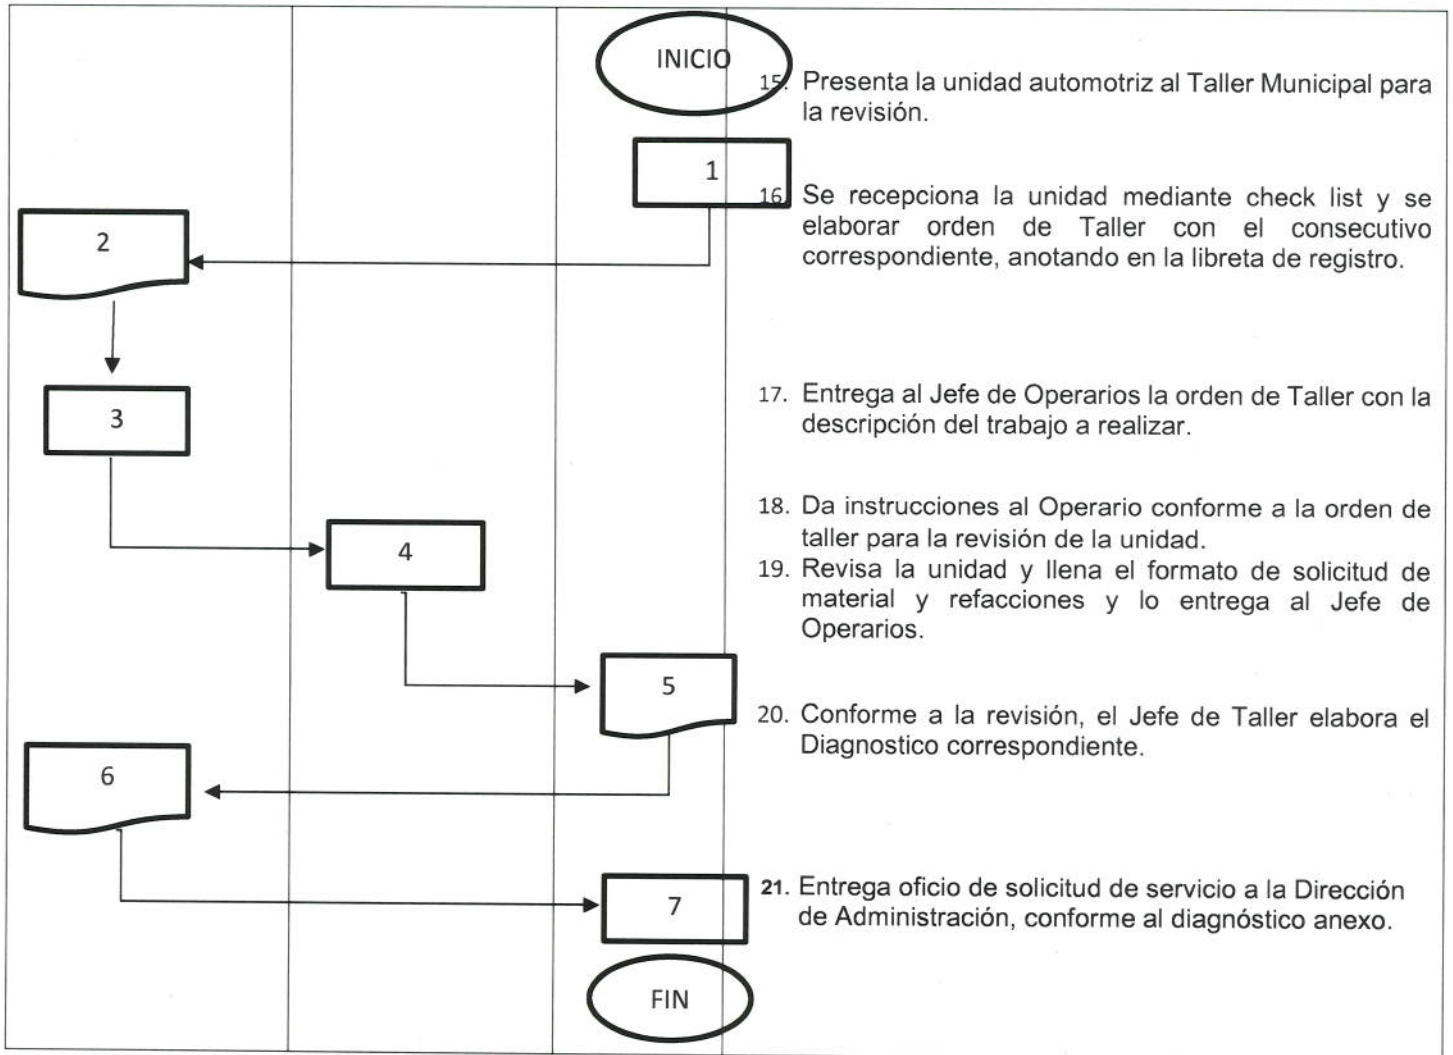 INICIO
15. Presenta la unidad automotriz al Taller Municipal para
la revisión.
1
16. Se recepciona la unidad mediante check list y se
elaborar orden de Taller con el consecutivo
correspondiente, anotando en la libreta de registro.
2
3
17. Entrega al Jefe de Operarios la orden de Taller con la
descripción del trabajo a realizar.
18. Da instrucciones al Operario conforme a la orden de
taller para la revisión de la unidad.
4
19. Revisa la unidad y llena el formato de solicitud de
material y refacciones y lo entrega al Jefe de
Operarios.
5
20. Conforme a la revisión, el Jefe de Taller elabora el
Diagnostico correspondiente.
6
21. Entrega oficio de solicitud de servicio a la Dirección
de Administración, conforme al diagnóstico anexo.
7
FIN